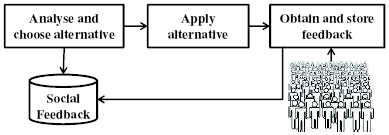 Analyse and
choose alternative
Apply
alternative
Obtain and store
feedback
Social
Feedback